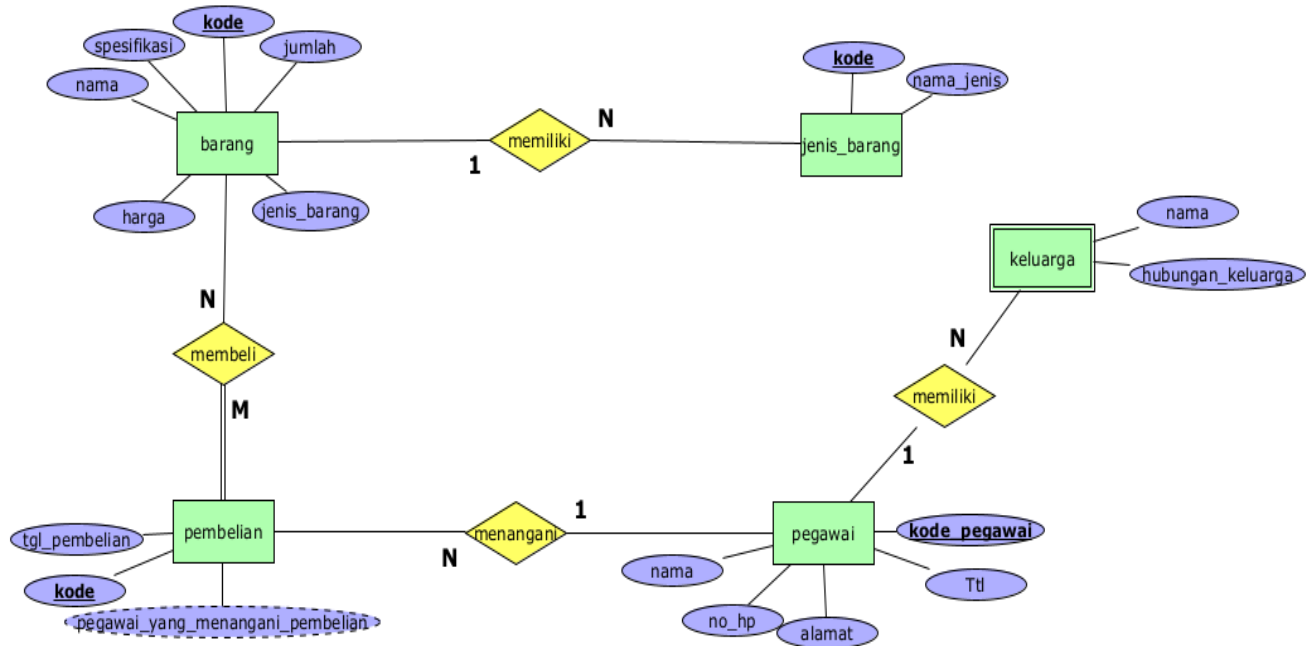 kode
spesifikasi
jumlah
nama
barang
harga
jenis_barang
1
memiliki
N
kode
nama_jenis
jenis_barang
nama
keluarga
hubungan_keluarga
N
memiliki
1
N
membeli
M
pembelian
tgl_pembelian
kode
pegawai_yang_menangani_pembelian
N
menangani
1
pegawai
kode_pegawai
nama
Ttl
no_hp
alamat